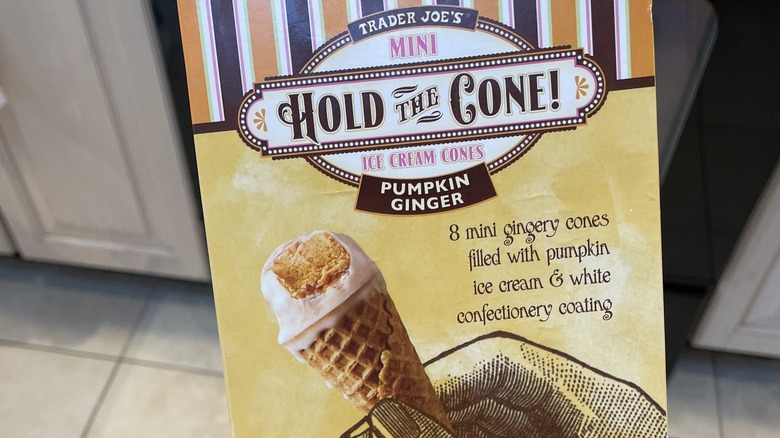 TRADER JOE'S
MINI
HOLD THE CONE!
ICE CREAM CONES
PUMPKIN
GINGER
8 mini gingery cones
filled with pumpkin
ice cream & white
confectionery coating